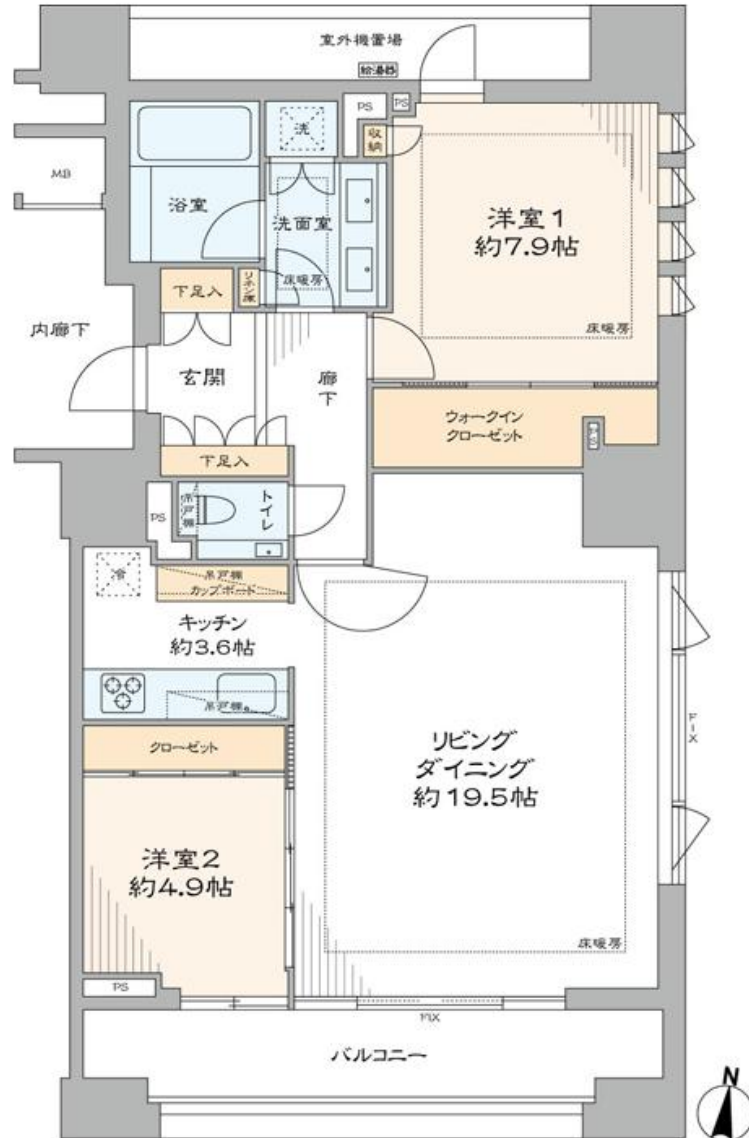 室外機置場
給湯器
PS
PS
収納
洗
MB
浴室
洗面室
床暖房
洋室1
約7.9帖
床暖房
下足入
リネン庫
内廊下
玄関
廊下
ウォークイン
クローゼット
PS
下足入
PS
吊戸棚
トイレ
冷
吊戸棚
カップボード
キッチン
約3.6帖
吊戸棚
クローゼット
リビング
ダイニング
約19.5帖
FIX
洋室2
約4.9帖
床暖房
PS
FIX
バルコニー
N